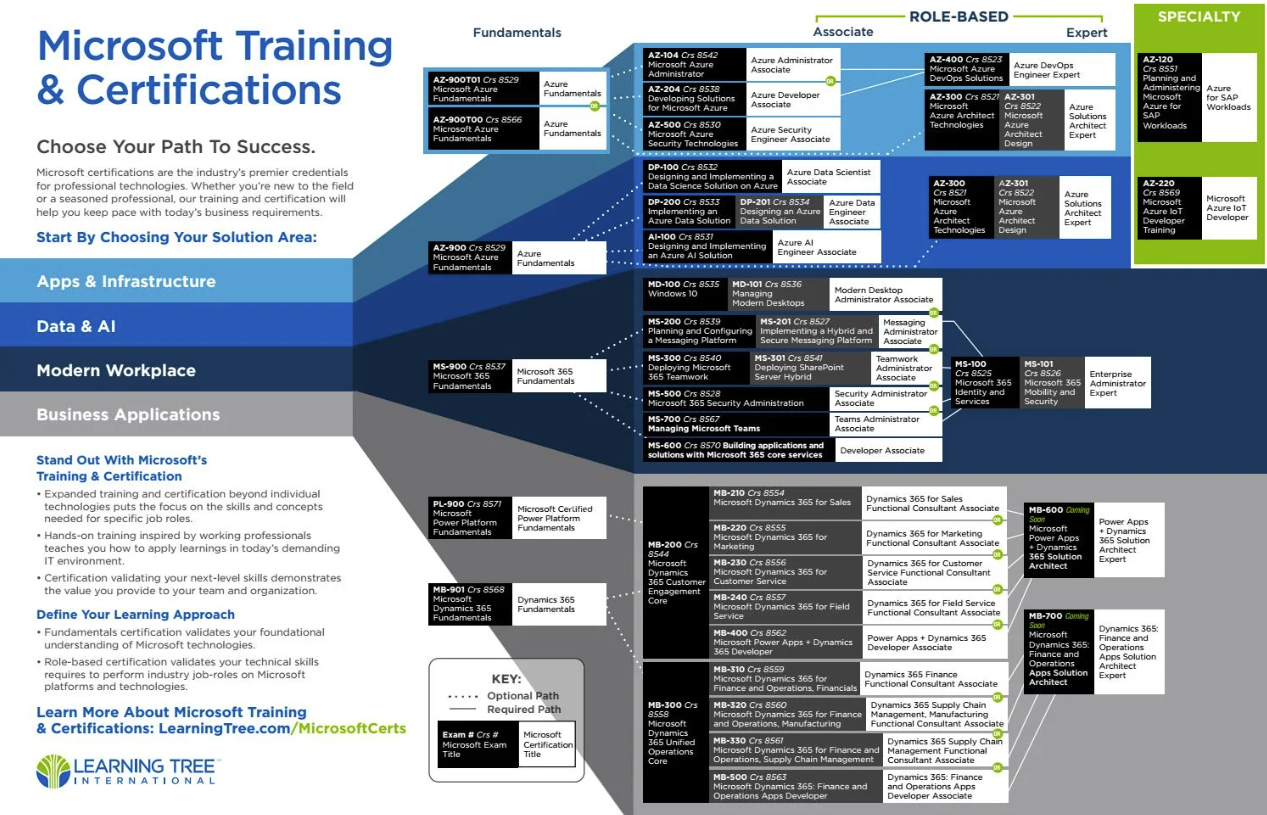 Microsoft Training
& Certifications
Choose Your Path To Success.
Microsoft certifications are the industry's premier credentials
for professional technologies. Whether you're new to the field
or a seasoned professional, our training and certification will
help you keep pace with today's business requirements.
Start By Choosing Your Solution Area:
Apps & Infrastructure
Data & AI
Modern Workplace
Business Applications
Stand Out With Microsoft's
Training & Certification
• Expanded training and certification beyond individual
technologies puts the focus on the skills and concepts
needed for specific job roles.
• Hands-on training inspired by working professionals
teaches you how to apply learnings in today's demanding
IT environment.
• Certification validating your next-level skills demonstrates
the value you provide to your team and organization.
Define Your Learning Approach
• Fundamentals certification validates your foundational
understanding of Microsoft technologies.
• Role-based certification validates your technical skills
requires to perform industry job-roles on Microsoft
platforms and technologies.
Learn More About Microsoft Training
& Certifications: LearningTree.com/MicrosoftCerts
LEARNING TREE™
INTERNATIONAL
Fundamentals
ROLE-BASED
Associate
Expert
SPECIALTY
AZ-900T01 Crs 8529
Microsoft Azure
Fundamentals
Azure
Fundamentals
OR
AZ-900T00 Crs 8566
Microsoft Azure
Fundamentals
Azure
Fundamentals
AZ-104 Crs 8542
Microsoft Azure
Administrator
Azure Administrator
Associate
OR
AZ-204 Crs 8538
Developing Solutions
for Microsoft Azure
Azure Developer
Associate
AZ-500 Crs 8530
Microsoft Azure
Security Technologies
Azure Security
Engineer Associate
AZ-400 Crs 8523
Microsoft Azure
DevOps Solutions
Azure DevOps
Engineer Expert
AZ-300 Crs 8521
Microsoft
Azure Architect
Technologies
AZ-301
Crs 8522
Microsoft
Azure
Architect
Design
Azure
Solutions
Architect
Expert
AZ-120
Crs 8551
Planning and
Administering
Microsoft
Azure for
SAP
Workloads
Azure
for SAP
Workloads
AZ-220
Crs 8569
Microsoft
Azure IoT
Developer
Training
Microsoft
Azure IoT
Developer
AZ-900 Crs 8529
Microsoft Azure
Fundamentals
Azure
Fundamentals
DP-100 Crs 8532
Designing and Implementing a
Data Science Solution on Azure
Azure Data Scientist
Associate
DP-200 Crs 8533
Implementing an
Azure Data Solution
DP-201 Crs 8534
Designing an Azure
Data Solution
Azure Data
Engineer
Associate
AI-100 Crs 8531
Designing and Implementing
an Azure AI Solution
Azure AI
Engineer Associate
AZ-300
Crs 8521
Microsoft
Azure
Architect
Technologies
AZ-301
Crs 8522
Microsoft
Azure
Architect
Design
Azure
Solutions
Architect
Expert
MS-900 Crs 8537
Microsoft 365
Fundamentals
Microsoft 365
Fundamentals
MD-100 Crs 8535
Windows 10
MD-101 Crs 8536
Managing
Modern Desktops
Modern Desktop
Administrator Associate
OR
MS-200 Crs 8539
Planning and Configuring
a Messaging Platform
MS-201 Crs 8527
Implementing a Hybrid and
Secure Messaging Platform
Messaging
Administrator
Associate
OR
MS-300 Crs 8540
Deploying Microsoft
365 Teamwork
MS-301 Crs 8541
Deploying SharePoint
Server Hybrid
Teamwork
Administrator
Associate
OR
MS-500 Crs 8528
Microsoft 365 Security Administration
Security Administrator
Associate
OR
MS-700 Crs 8567
Managing Microsoft Teams
Teams Administrator
Associate
MS-600 Crs 8570 Building applications and
solutions with Microsoft 365 core services
Developer Associate
MS-100
Crs 8525
Microsoft 365
Identity and
Services
MS-101
Crs 8526
Microsoft 365
Mobility and
Security
Enterprise
Administrator
Expert
PL-900 Crs 8571
Microsoft
Power Platform
Fundamentals
Microsoft Certified
Power Platform
Fundamentals
MB-901 Crs 8568
Microsoft
Dynamics 365
Fundamentals
Dynamics 365
Fundamentals
MB-200 Crs
8544
Microsoft
Dynamics
365 Customer
Engagement
Core
MB-210 Crs 8554
Microsoft Dynamics 365 for Sales
Dynamics 365 for Sales
Functional Consultant Associate
OR
MB-220 Crs 8555
Microsoft Dynamics 365 for
Marketing
Dynamics 365 for Marketing
Functional Consultant Associate
OR
MB-230 Crs 8556
Microsoft Dynamics 365 for
Customer Service
Dynamics 365 for Customer
Service Functional Consultant
Associate
OR
MB-240 Crs 8557
Microsoft Dynamics 365 for Field
Service
Dynamics 365 for Field Service
Functional Consultant Associate
OR
MB-400 Crs 8562
Microsoft Power Apps + Dynamics
365 Developer
Power Apps + Dynamics 365
Developer Associate
MB-600 Coming
Soon
Microsoft
Power Apps
+ Dynamics
365 Solution
Architect
Power Apps
+ Dynamics
365 Solution
Architect
Expert
MB-300 Crs
8558
Microsoft
Dynamics
365 Unified
Operations
Core
MB-310 Crs 8559
Microsoft Dynamics 365 for
Finance and Operations, Financials
Dynamics 365 Finance
Functional Consultant Associate
OR
MB-320 Crs 8560
Microsoft Dynamics 365 for Finance
and Operations, Manufacturing
Dynamics 365 Supply Chain
Management, Manufacturing
Functional Consultant Associate
OR
MB-330 Crs 8561
Microsoft Dynamics 365 for Finance and
Operations, Supply Chain Management
Dynamics 365 Supply Chain
Management Functional
Consultant Associate
OR
MB-500 Crs 8563
Microsoft Dynamics 365: Finance and
Operations Apps Developer
Dynamics 365: Finance
and Operations Apps
Developer Associate
MB-700 Coming
Soon
Microsoft
Dynamics 365:
Finance and
Operations
Apps Solution
Architect
Dynamics 365:
Finance and
Operations
Apps Solution
Architect
Expert
KEY:
Optional Path
Required Path
Exam # Crs #
Microsoft Exam
Title
Microsoft
Certification
Title